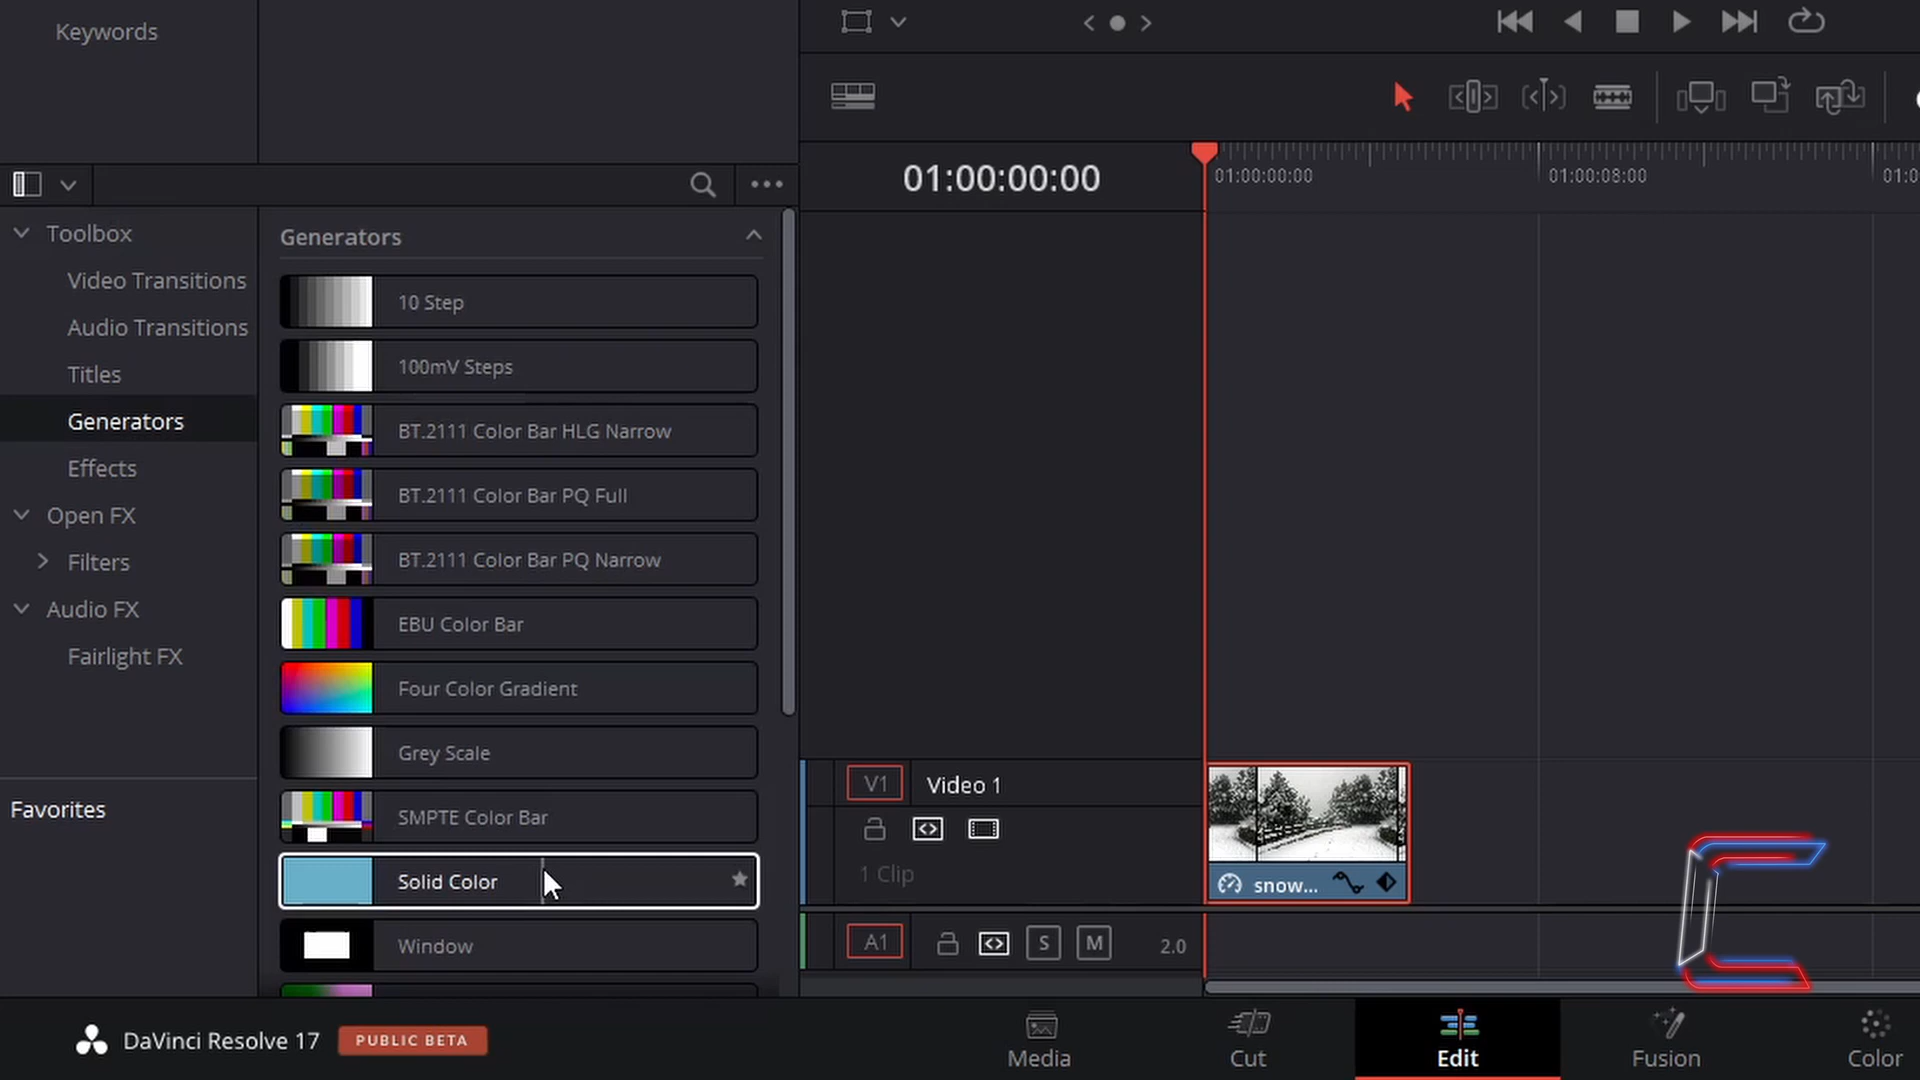 Keywords
01:00:00:00
01:00:00:00
01:00:08:00
Toolbox
Video Transitions
Audio Transitions
Titles
Generators
Effects
Open FX
Filters
Audio FX
Fairlight FX
Favorites
Generators
10 Step
100mV Steps
BT.2111 Color Bar HLG Narrow
BT.2111 Color Bar PQ Full
BT.2111 Color Bar PQ Narrow
EBU Color Bar
Four Color Gradient
Grey Scale
SMPTE Color Bar
Solid Color
Window
V1 Video 1
1 Clip
snow...
A1 S M 2.0
DaVinci Resolve 17 PUBLIC BETA
Media Cut Edit Fusion Color